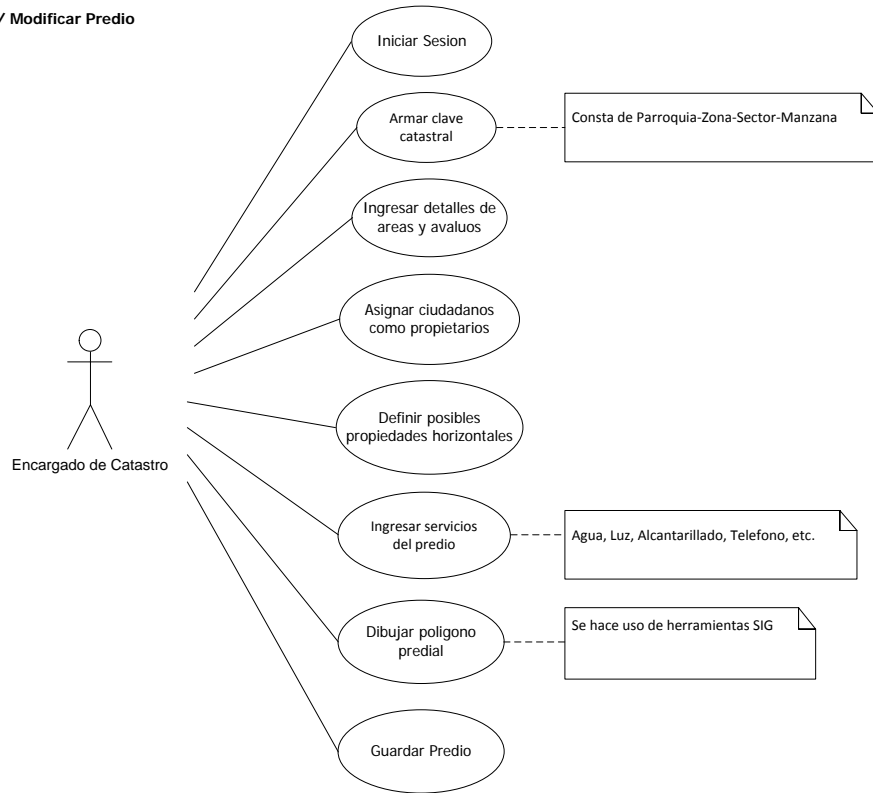 / Modificar Predio
Iniciar Sesion
Armar clave
catastral
Consta de Parroquia-Zona-Sector-Manzana
Ingresar detalles de
areas y avaluos
Asignar ciudadanos
como propietarios
Definir posibles
propiedades horizontales
Encargado de Catastro
Ingresar servicios
del predio
Agua, Luz, Alcantarillado, Telefono, etc.
Dibujar poligono
predial
Se hace uso de herramientas SIG
Guardar Predio